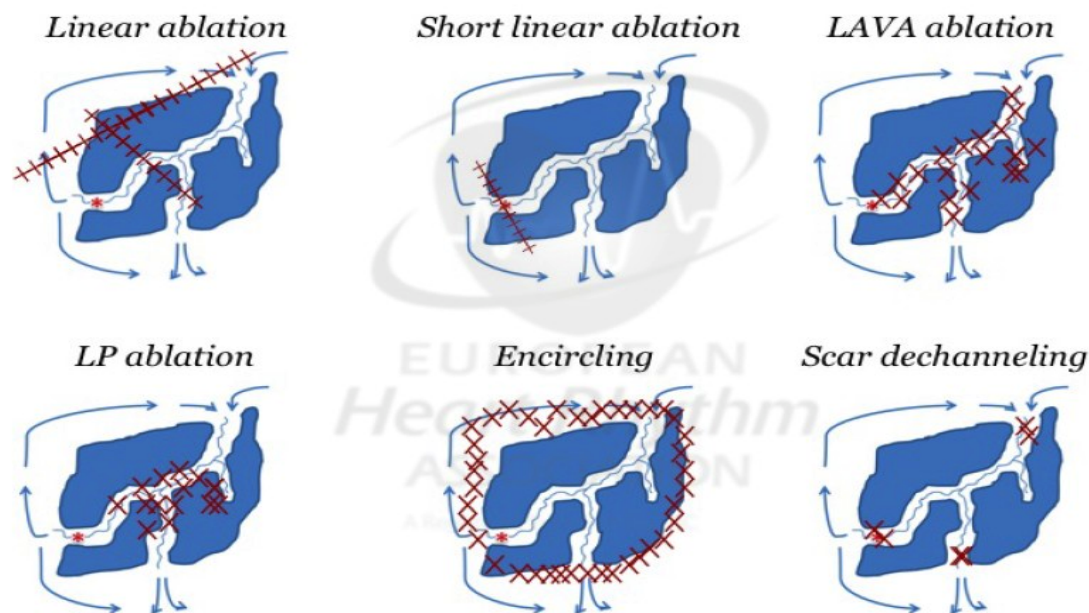 Linear ablation
Short linear ablation
LAVA ablation
LP ablation
Encircling
Scar dechanneling
EUROPEAN
Heart Rhythm
ASSOCIATION